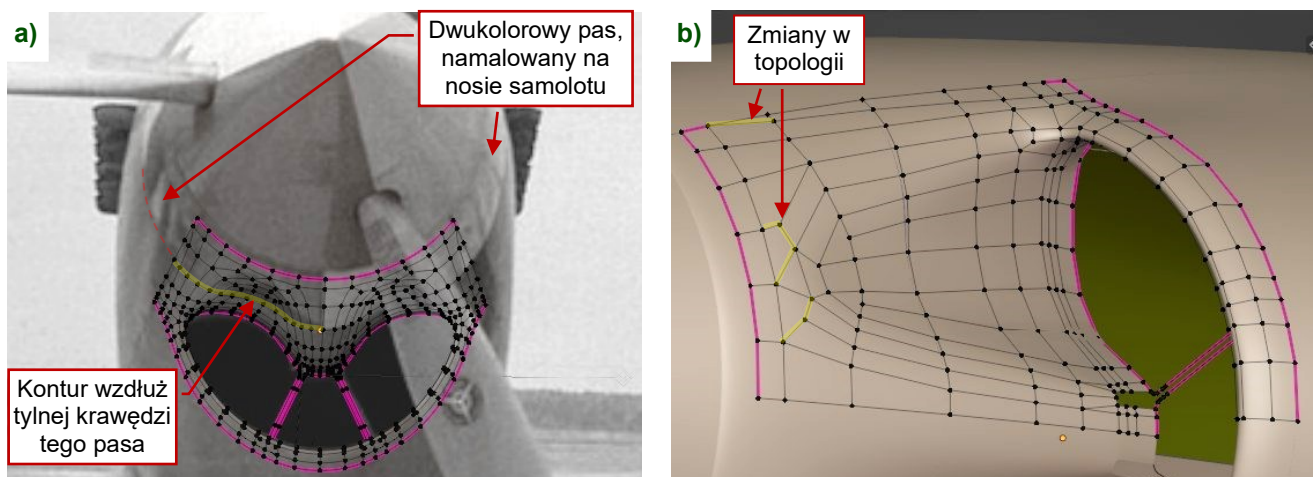 a)
Dwukolorowy pas,
namalowany na
nosie samolotu
Kontur wzdłuż
tylnej krawędzi
tego pasa
b)
Zmiany w
topologii